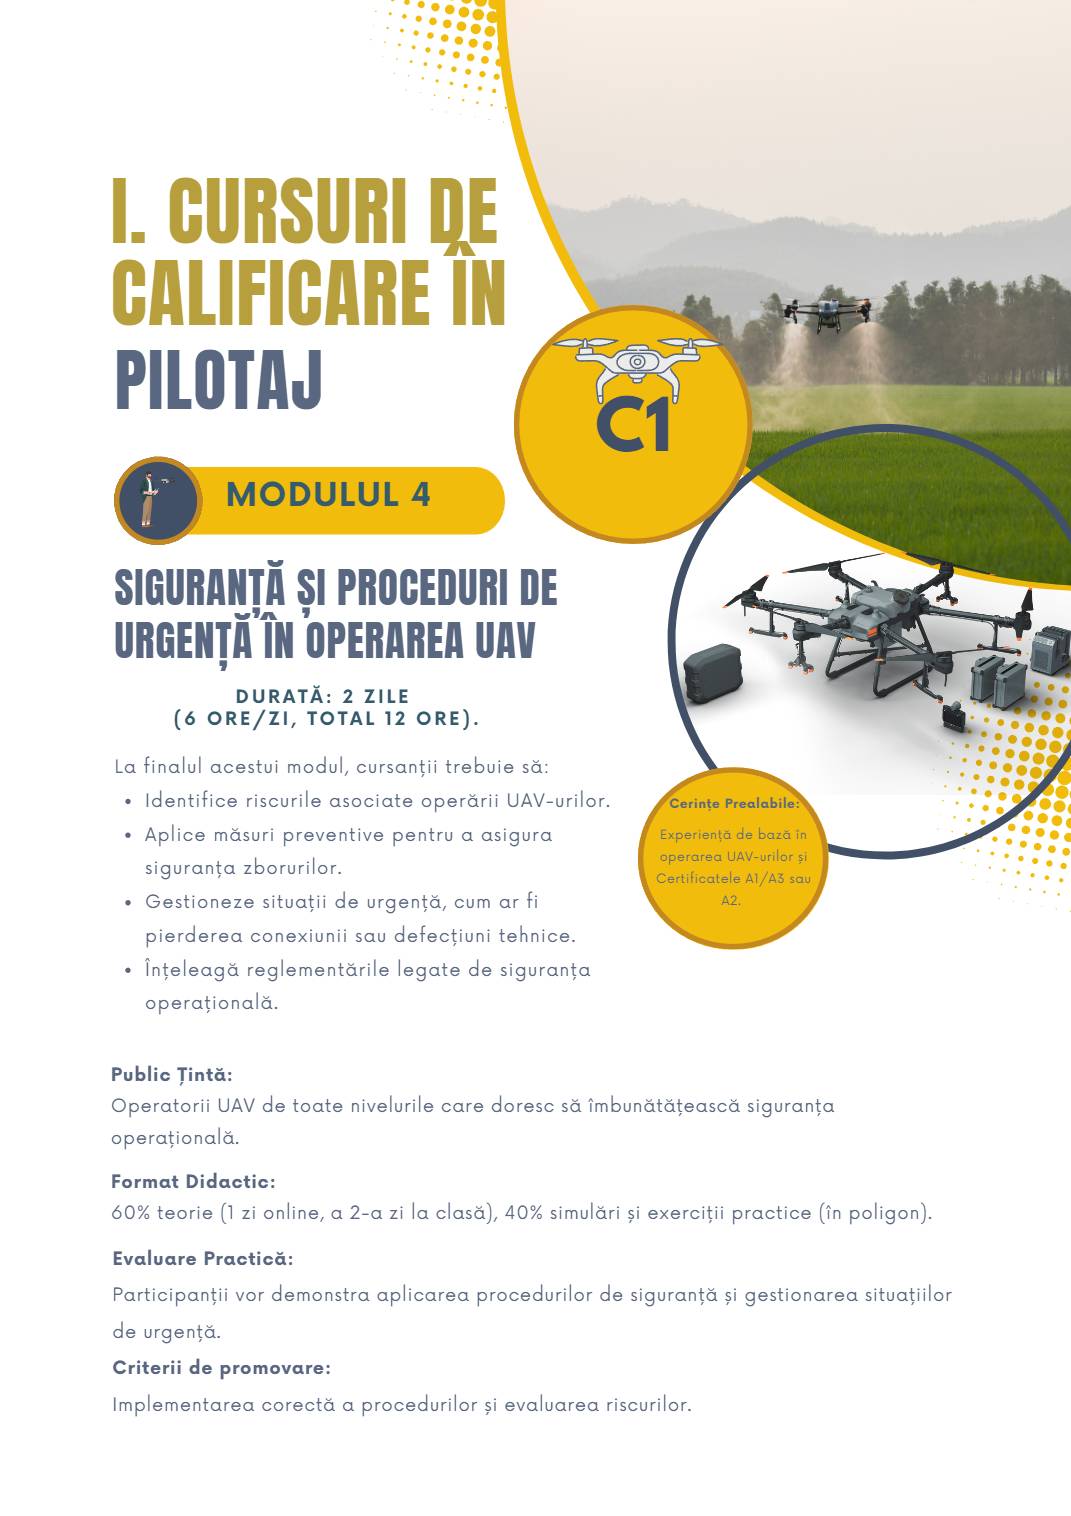 I. CURSURI DE
CALIFICARE ÎN
PILOTAJ
C1
MODULUL 4
SIGURANȚĂ ȘI PROCEDURI DE
URGENȚĂ ÎN OPERAREA UAV
DURATĂ: 2 ZILE
(6 ORE/ZI, TOTAL 12 ORE).
La finalul acestui modul, cursanții trebuie să:
• Identifice riscurile asociate operării UAV-urilor.
• Aplice măsuri preventive pentru a asigura
siguranța zborurilor.
• Gestioneze situații de urgență, cum ar fi
pierderea conexiunii sau defecțiuni tehnice.
• Înțeleagă reglementările legate de siguranța
operațională.
Cerințe Prealabile:
Experiență de bază în
operarea UAV-urilor și
Certificatele A1/A3 sau
A2.
Public Țintă:
Operatorii UAV de toate nivelurile care doresc să îmbunătățească siguranța
operațională.
Format Didactic:
60% teorie (1 zi online, a 2-a zi la clasă), 40% simulări și exerciții practice (în poligon).
Evaluare Practică:
Participanții vor demonstra aplicarea procedurilor de siguranță și gestionarea situațiilor
de urgență.
Criterii de promovare:
Implementarea corectă a procedurilor și evaluarea riscurilor.